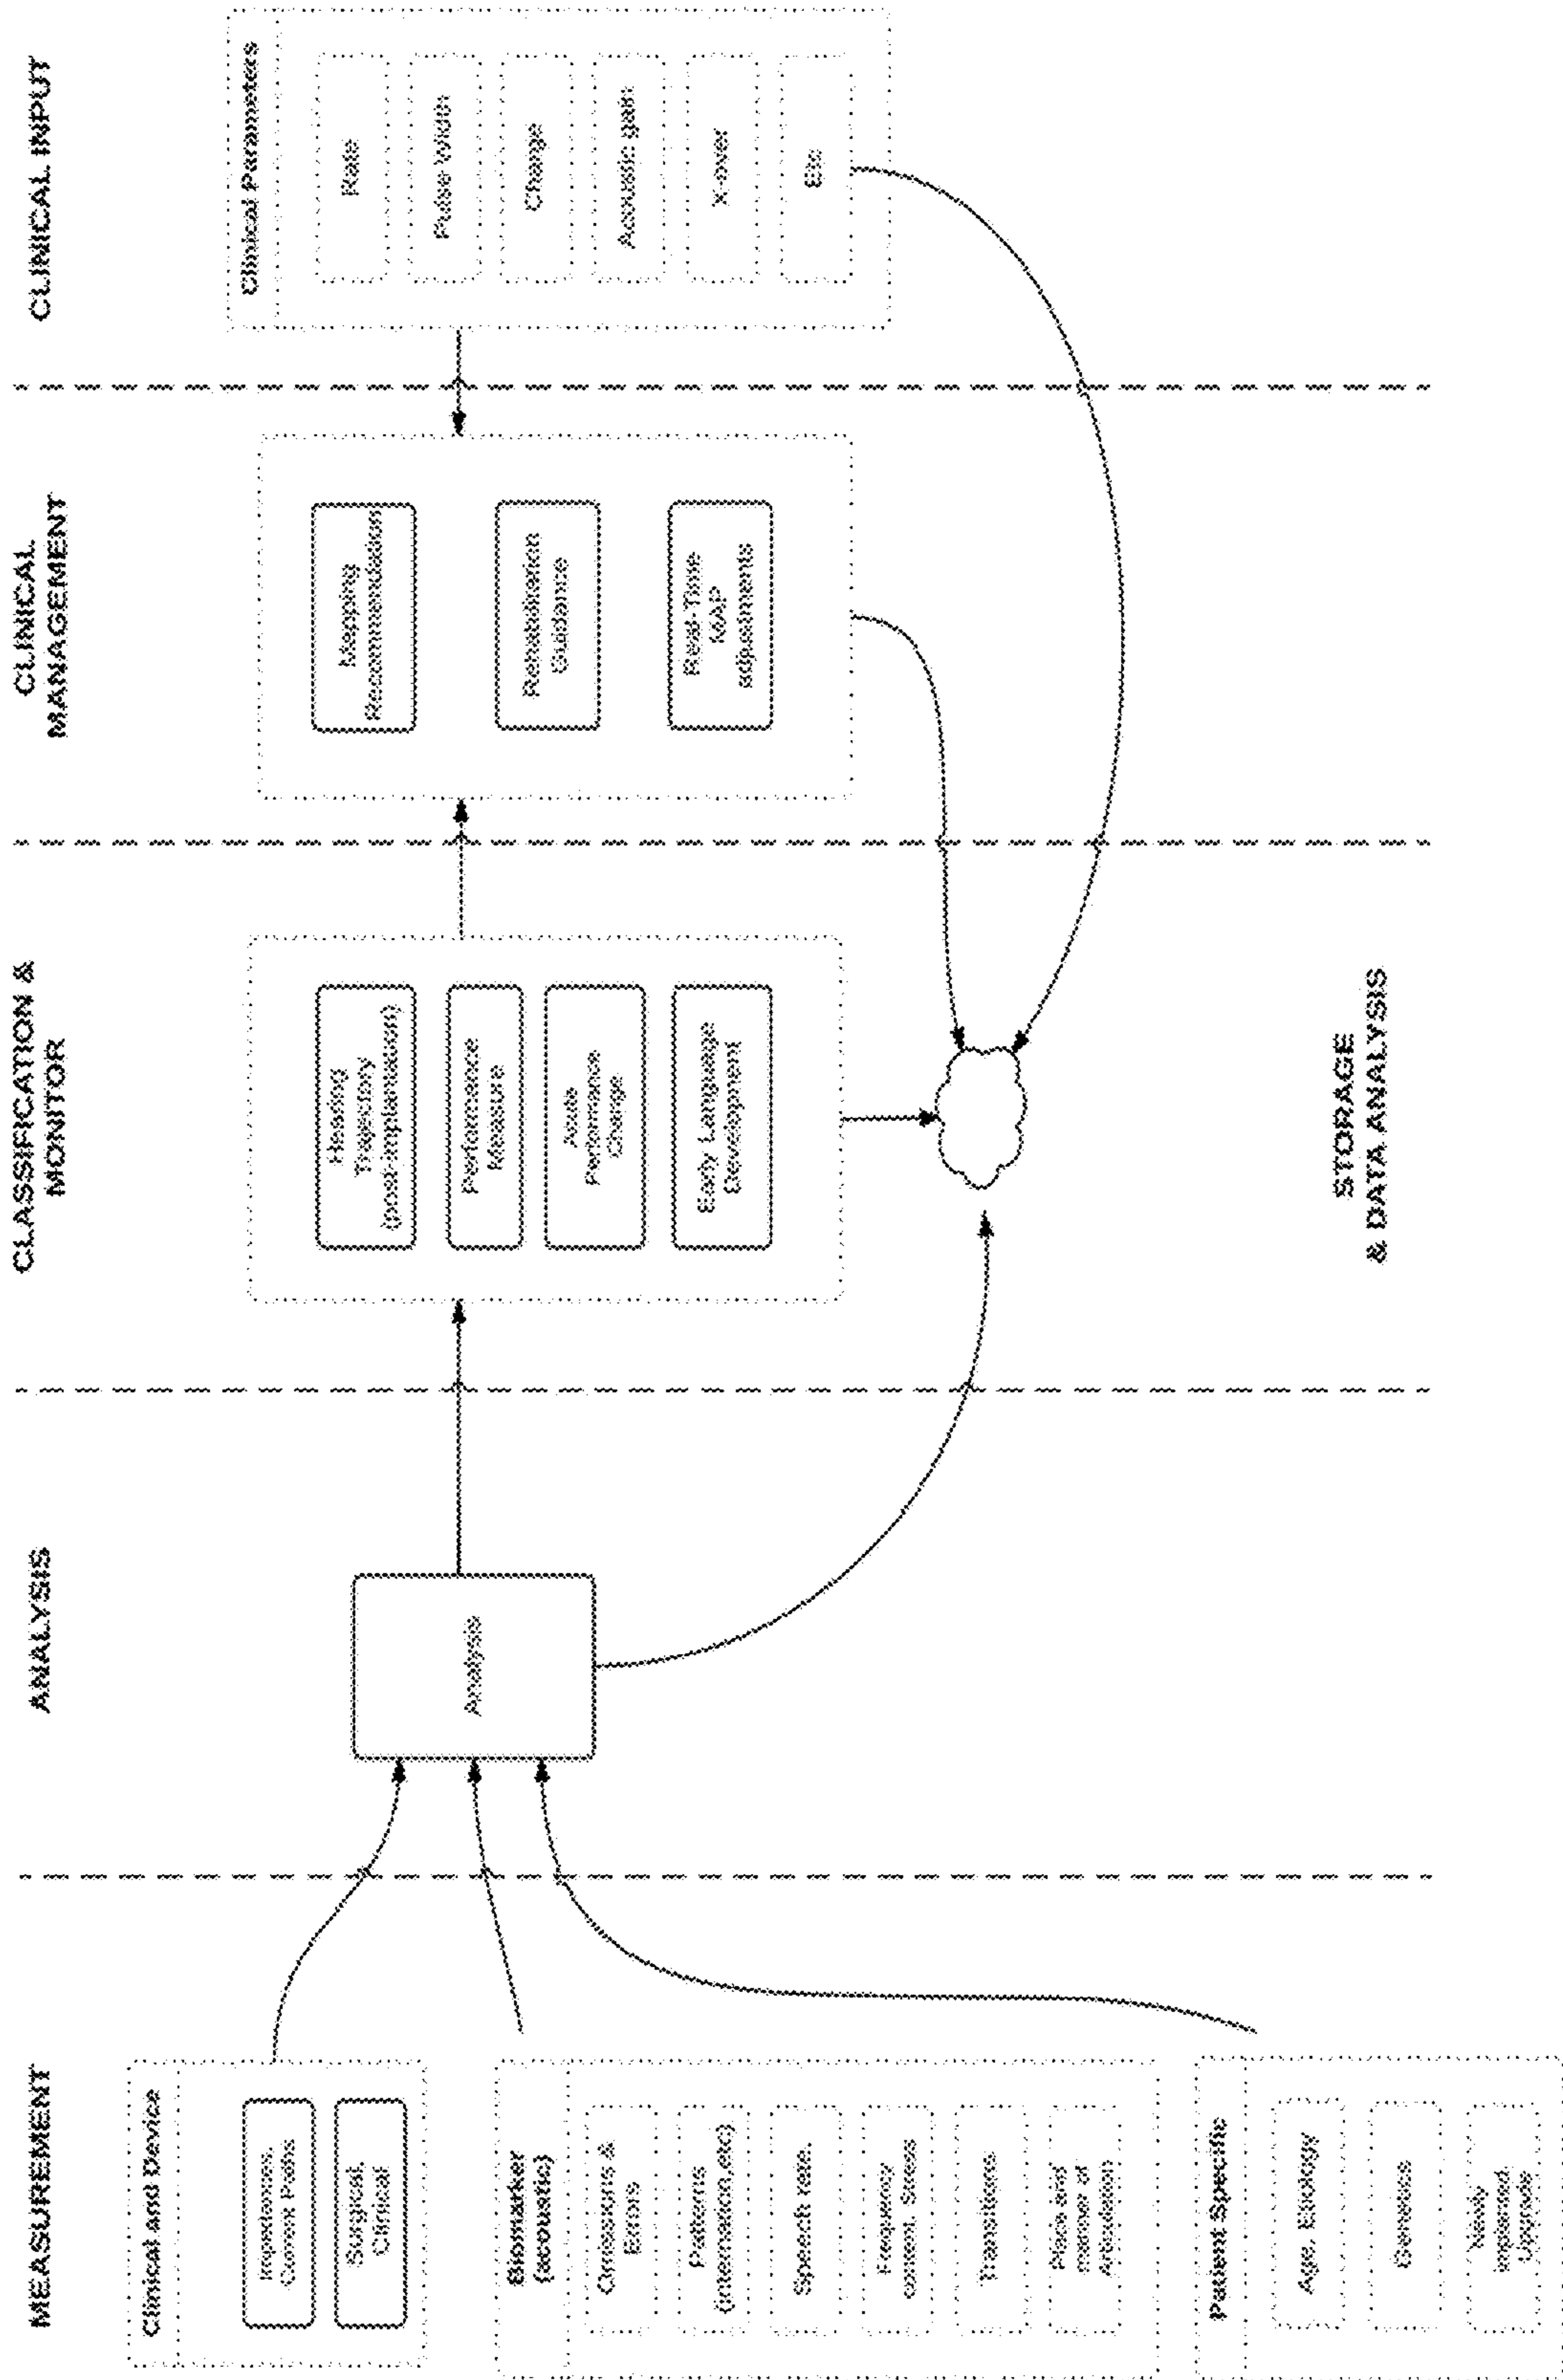 MEASUREMENT
Clinical and Device
Impedances,
Current Paths
Surgical,
Clinical
Biomarker
(acoustic)
Omissions &
Errors
Patterns
(internation,etc)
Speech rate,
Frequency
content, Stress
Transitions
Place and
manner of
Articulation
Patient Specific
Age, Etiology
Genetics
Newly
implanted,
Upgrade
ANALYSIS
Analysis
CLASSIFICATION &
MONITOR
Hearing
Trajectory
(post-implantation)
Performance
Measure
Acute
Performance
Change
Early Language
Development
STORAGE
& DATA ANALYSIS
CLINICAL
MANAGEMENT
Mapping
Recommendation
Rehabilitation
Guidance
Real-Time
MAP
adjustments
CLINICAL INPUT
Clinical Parameters
Rate
Pulse Width
Charge
Acoustic gain
X-over
Etc